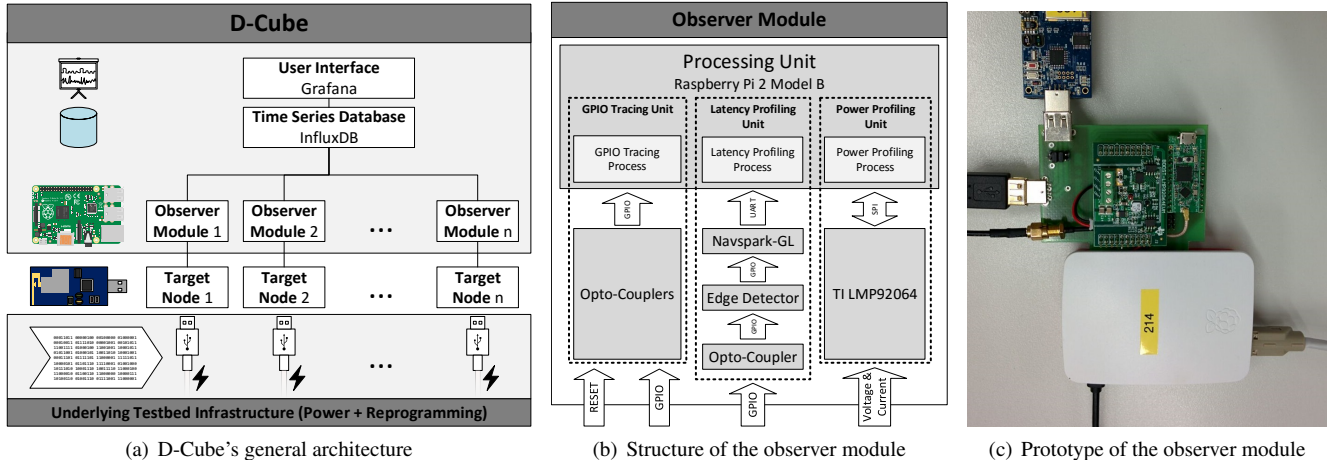 D-Cube
User Interface
Grafana
Time Series Database
InfluxDB
Observer
Module 1
Observer
Module 2
...
Observer
Module n
Target
Node 1
Target
Node 2
...
Target
Node n
...
Underlying Testbed Infrastructure (Power + Reprogramming)
(a) D-Cube's general architecture
Observer Module
Processing Unit
Raspberry Pi 2 Model B
GPIO Tracing Unit
GPIO Tracing
Process
Latency Profiling
Unit
Latency Profiling
Process
Power Profiling
Unit
Power Profiling
Process
GPIO
UART
SPI
Opto-Couplers
Navspark-GL
GPIO
Edge Detector
GPIO
Opto-Coupler
TI LMP92064
RESET
GPIO
GPIO
Voltage &
Current
(b) Structure of the observer module
214
(c) Prototype of the observer module